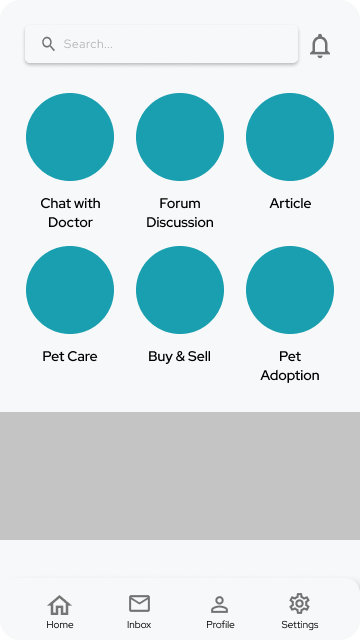 Search...
Chat with
Doctor
Forum
Discussion
Article
Pet Care
Buy & Sell
Pet
Adoption
Home
Inbox
Profile
Settings